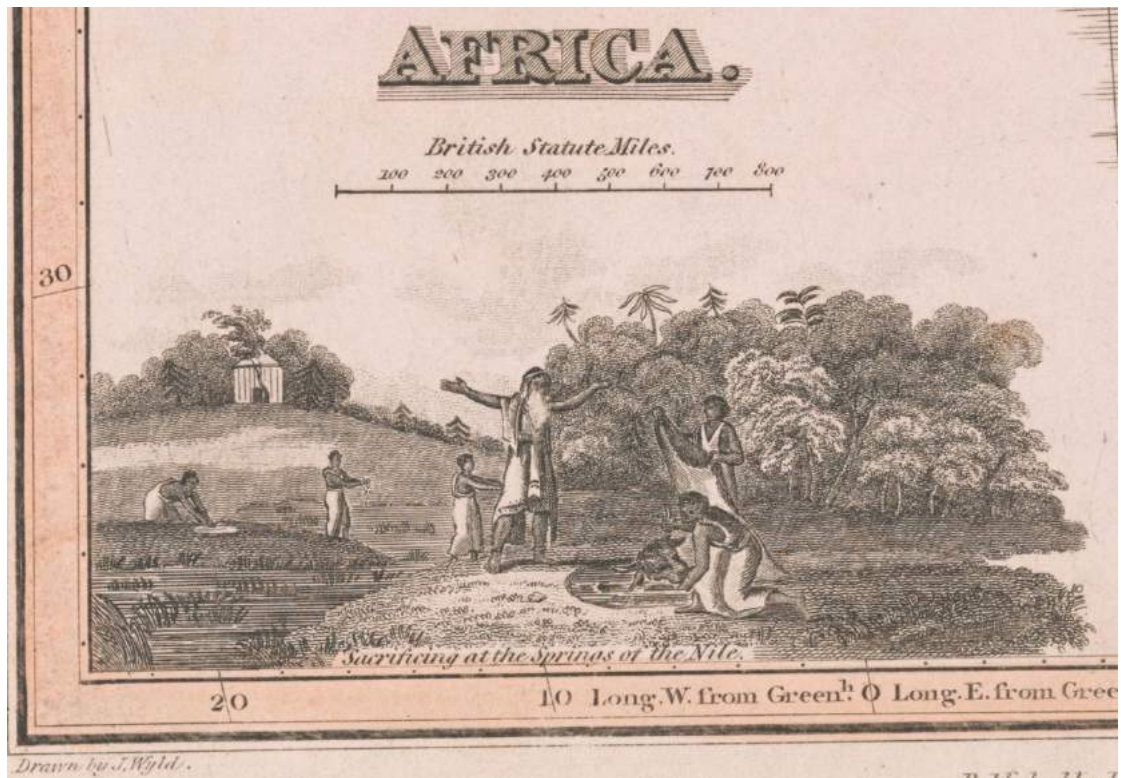 AFRICA.
British Statute Miles.
100 200 300 400 500 600 700 800
30
Sacrificing at the Springs of the Nile.
20 10 Long. W. from Green.h 0 Long. E. from Gree
Drawn by J. Wyld.